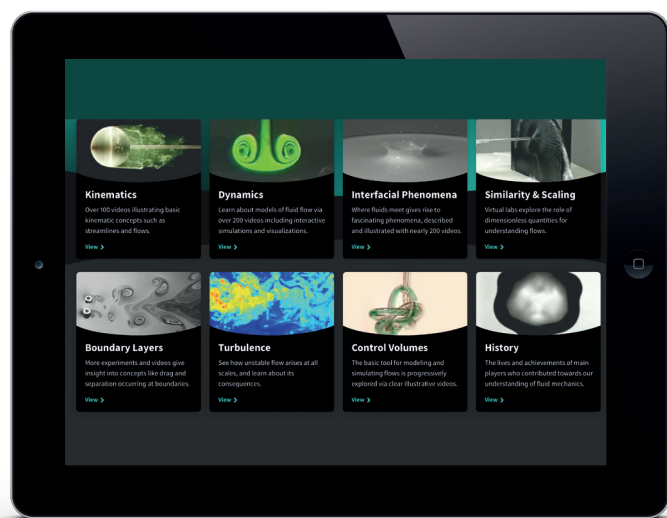 Kinematics
Over 100 videos illustrating basic
kinematic concepts such as
streamlines and flows.
View >
Dynamics
Learn about models of fluid flow via
over 200 videos including interactive
simulations and visualizations.
View >
Interfacial Phenomena
Where fluids meet gives rise to
fascinating phenomena, described
and illustrated with nearly 200 videos.
View >
Similarity & Scaling
Virtual labs explore the role of
dimensionless quantities for
understanding flows.
View >
Boundary Layers
More experiments and videos give
insight into concepts like drag and
separation occurring at boundaries.
View >
Turbulence
See how unstable flow arises at all
scales, and learn about its
consequences.
View >
Control Volumes
The basic tool for modeling and
simulating flows is progressively
explored via clear illustrative videos.
View >
History
The lives and achievements of main
players who contributed towards our
understanding of fluid mechanics.
View >